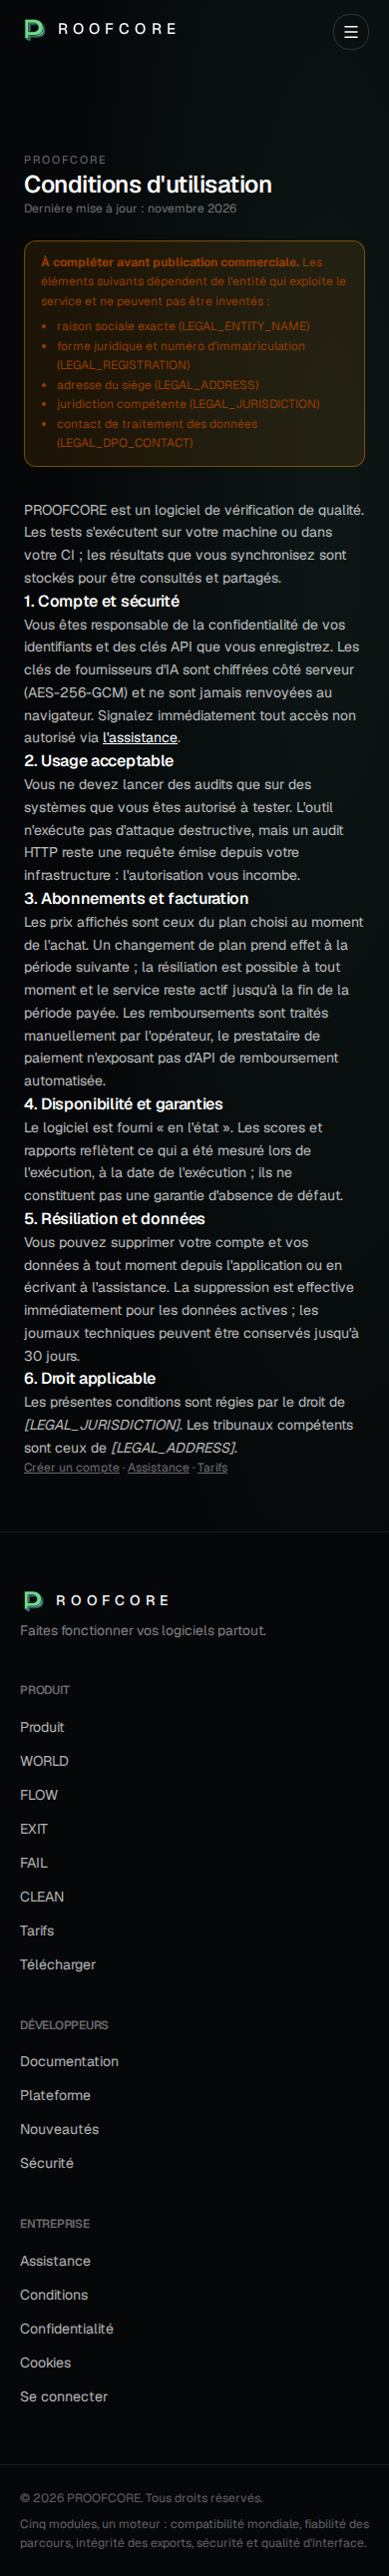 ROOFCORE
PROOFCORE
Conditions d'utilisation
Dernière mise à jour : novembre 2026
À compléter avant publication commerciale. Les
éléments suivants dépendent de l'entité qui exploite le
service et ne peuvent pas être inventés :
• raison sociale exacte (LEGAL_ENTITY_NAME)
• forme juridique et numéro d'immatriculation
(LEGAL_REGISTRATION)
• adresse du siège (LEGAL_ADDRESS)
• juridiction compétente (LEGAL_JURISDICTION)
• contact de traitement des données
(LEGAL_DPO_CONTACT)
PROOFCORE est un logiciel de vérification de qualité.
Les tests s'exécutent sur votre machine ou dans
votre CI ; les résultats que vous synchronisez sont
stockés pour être consultés et partagés.
1. Compte et sécurité
Vous êtes responsable de la confidentialité de vos
identifiants et des clés API que vous enregistrez. Les
clés de fournisseurs d'IA sont chiffrées côté serveur
(AES-256-GCM) et ne sont jamais renvoyées au
navigateur. Signalez immédiatement tout accès non
autorisé via l'assistance.
2. Usage acceptable
Vous ne devez lancer des audits que sur des
systèmes que vous êtes autorisé à tester. L'outil
n'exécute pas d'attaque destructive, mais un audit
HTTP reste une requête émise depuis votre
infrastructure : l'autorisation vous incombe.
3. Abonnements et facturation
Les prix affichés sont ceux du plan choisi au moment
de l'achat. Un changement de plan prend effet à la
période suivante ; la résiliation est possible à tout
moment et le service reste actif jusqu'à la fin de la
période payée. Les remboursements sont traités
manuellement par l'opérateur, le prestataire de
paiement n'exposant pas d'API de remboursement
automatisée.
4. Disponibilité et garanties
Le logiciel est fourni « en l'état ». Les scores et
rapports reflètent ce qui a été mesuré lors de
l'exécution, à la date de l'exécution ; ils ne
constituent pas une garantie d'absence de défaut.
5. Résiliation et données
Vous pouvez supprimer votre compte et vos
données à tout moment depuis l'application ou en
écrivant à l'assistance. La suppression est effective
immédiatement pour les données actives ; les
journaux techniques peuvent être conservés jusqu'à
30 jours.
6. Droit applicable
Les présentes conditions sont régies par le droit de
[LEGAL_JURISDICTION]. Les tribunaux compétents
sont ceux de [LEGAL_ADDRESS].
Créer un compte · Assistance · Tarifs
ROOFCORE
Faites fonctionner vos logiciels partout.
PRODUIT
Produit
WORLD
FLOW
EXIT
FAIL
CLEAN
Tarifs
Télécharger
DÉVELOPPEURS
Documentation
Plateforme
Nouveautés
Sécurité
ENTREPRISE
Assistance
Conditions
Confidentialité
Cookies
Se connecter
© 2026 PROOFCORE. Tous droits réservés.
Cinq modules, un moteur : compatibilité mondiale, fiabilité des
parcours, intégrité des exports, sécurité et qualité d'interface.